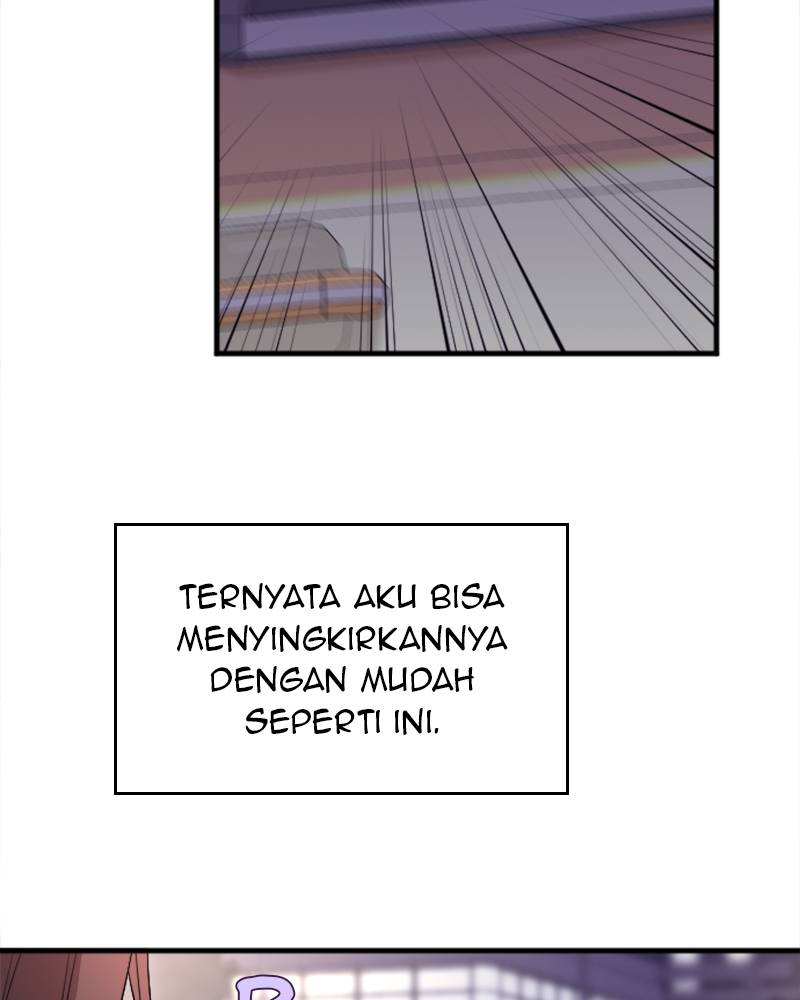 TERNYATA AKU BISA
MENYINGKIRKANNYA
DENGAN MUDAH
SEPERTI INI.